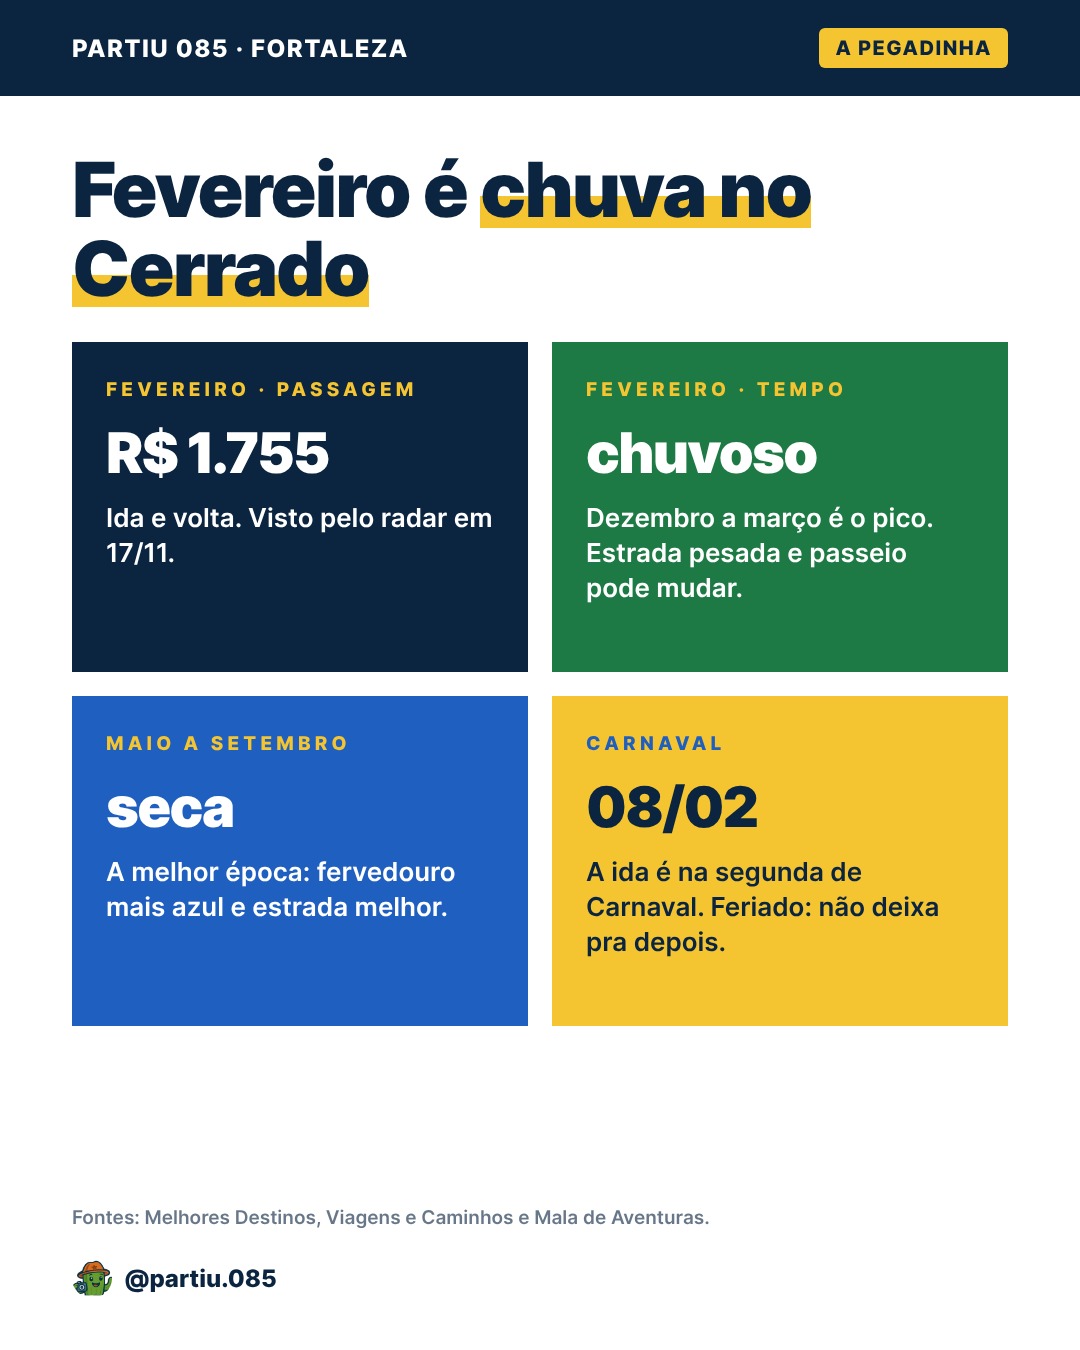 PARTIU 085 · FORTALEZA
A PEGADINHA
Fevereiro é chuva no
Cerrado
FEVEREIRO · PASSAGEM
R$ 1.755
Ida e volta. Visto pelo radar em
17/11.
FEVEREIRO · TEMPO
chuvoso
Dezembro a março é o pico.
Estrada pesada e passeio
pode mudar.
MAIO A SETEMBRO
seca
A melhor época: fervedouro
mais azul e estrada melhor.
CARNAVAL
08/02
A ida é na segunda de
Carnaval. Feriado: não deixa
pra depois.
Fontes: Melhores Destinos, Viagens e Caminhos e Mala de Aventuras.
@partiu.085